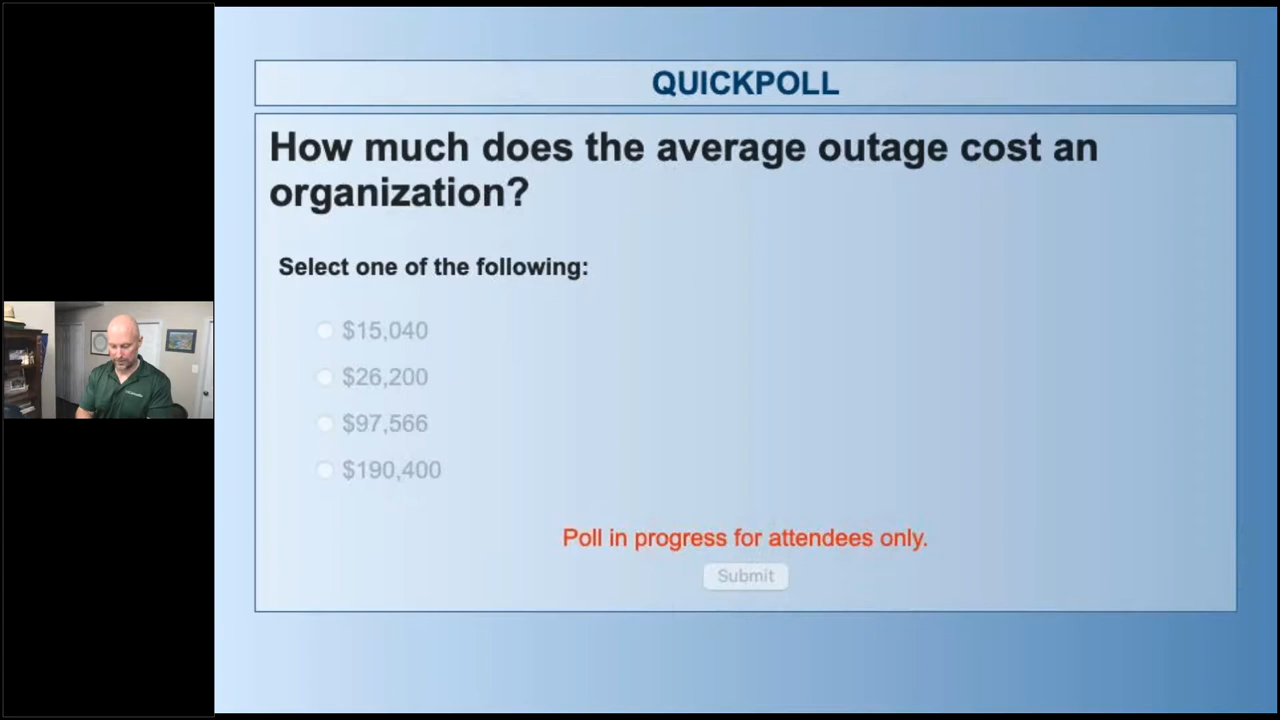 QUICKPOLL
How much does the average outage cost an
organization?
Select one of the following:
$15,040
$26,200
$97,566
$190,400
Poll in progress for attendees only.
Submit